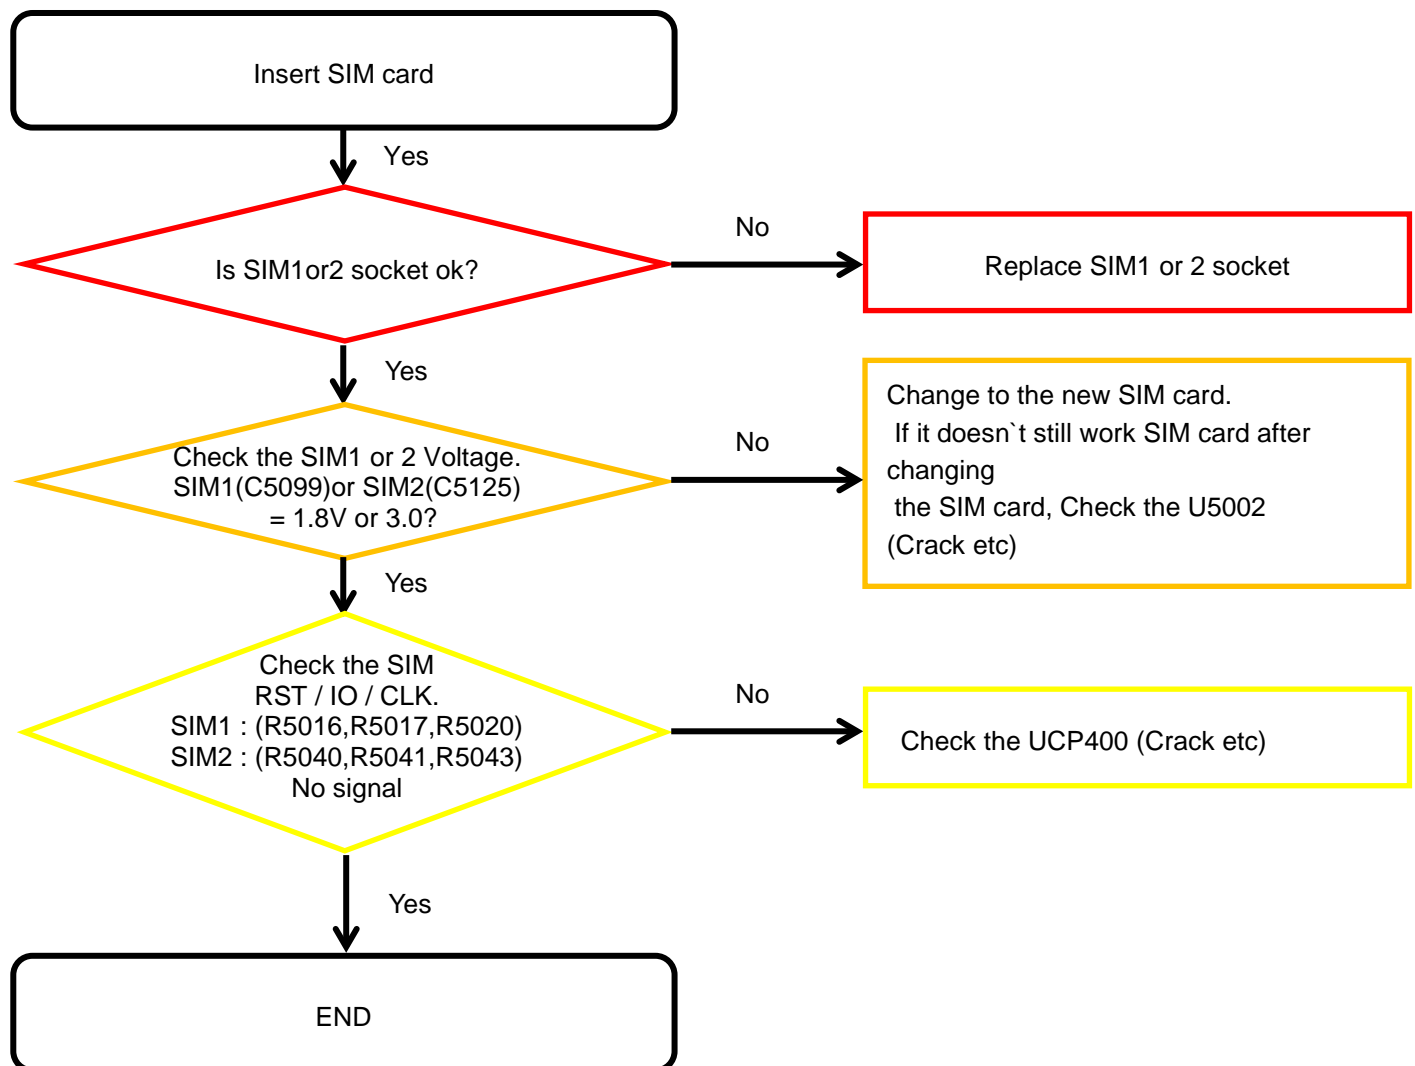 Insert SIM card
Yes
Is SIM1or2 socket ok?
No
Replace SIM1 or 2 socket
Yes
Check the SIM1 or 2 Voltage.
SIM1(C5099)or SIM2(C5125)
= 1.8V or 3.0?
No
Change to the new SIM card.
If it doesn`t still work SIM card after
changing
the SIM card, Check the U5002
(Crack etc)
Yes
Check the SIM
RST / IO / CLK.
SIM1 : (R5016,R5017,R5020)
SIM2 : (R5040,R5041,R5043)
No signal
No
Check the UCP400 (Crack etc)
Yes
END